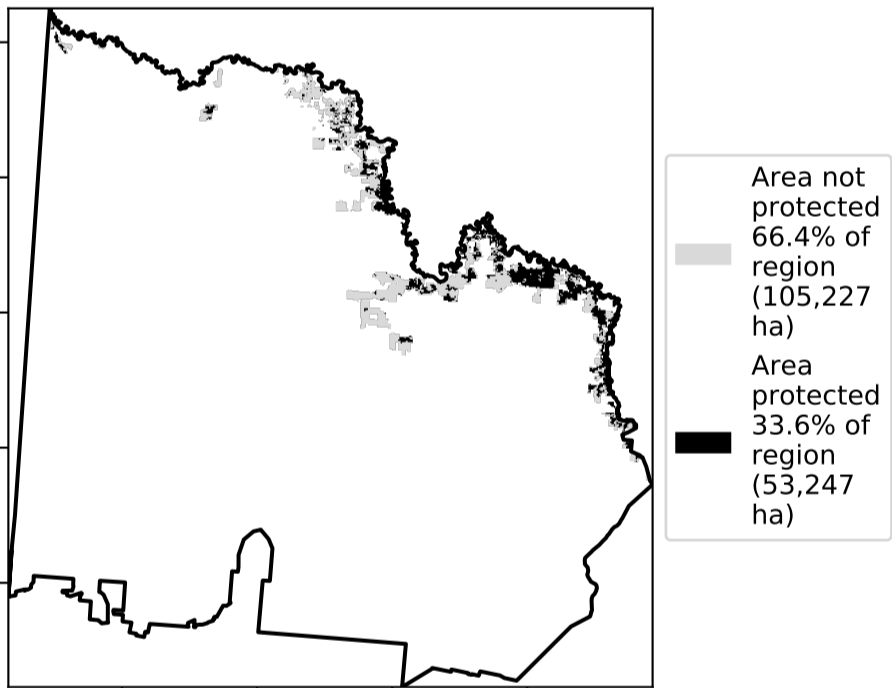 Area not
protected
66.4% of
region
(105,227
ha)
Area
protected
33.6% of
region
(53,247
ha)